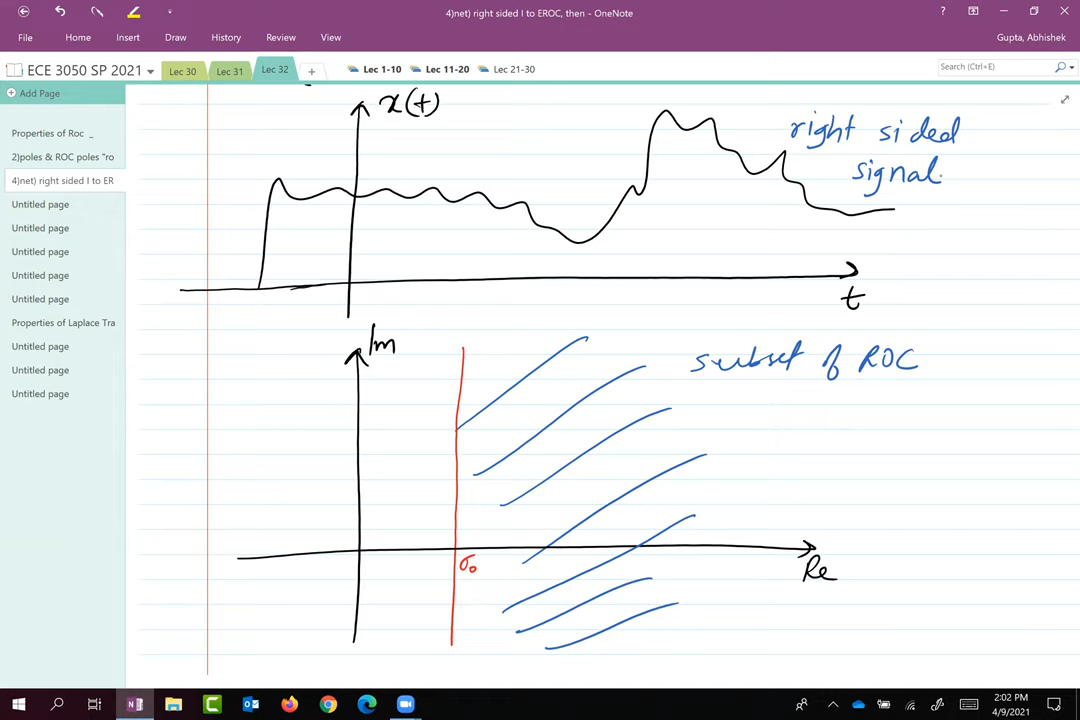 4)net) right sided I to EROC, then - OneNote
File Home Insert Draw History Review View
Gupta, Abhishek
ECE 3050 SP 2021
Lec 30
Lec 31
Lec 32
Lec 1-10
Lec 11-20
Lec 21-30
Search (Ctrl+E)
Add Page
Properties of Roc _
2)poles & ROC poles "ro
4)net) right sided I to ER
Untitled page
Untitled page
Untitled page
Untitled page
Untitled page
Properties of Laplace Tra
Untitled page
Untitled page
Untitled page
x(t)
right sided
signal.
t
Im
subset of ROC
σ₀
Re
2:02 PM
4/9/2021